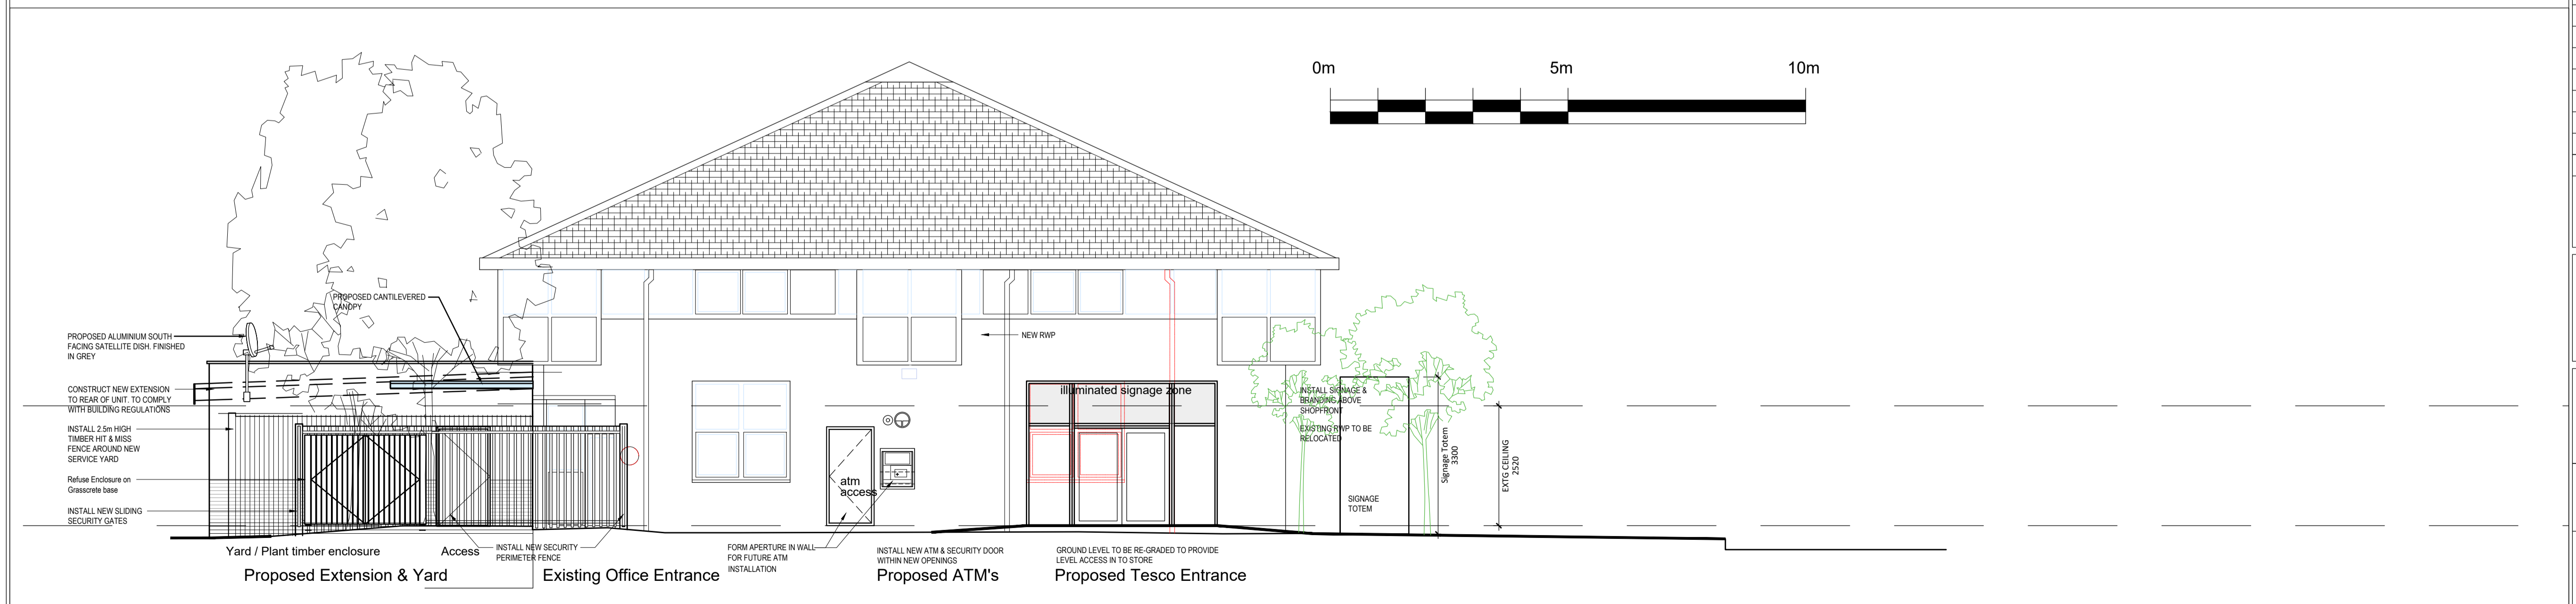 0m
5m
10m
PROPOSED CANTILEVERED
CANOPY
PROPOSED ALUMINIUM SOUTH
FACING SATELLITE DISH. FINISHED
IN GREY
NEW RWP
CONSTRUCT NEW EXTENSION
TO REAR OF UNIT. TO COMPLY
WITH BUILDING REGULATIONS
illuminated signage zone
INSTALL SIGNAGE &
BRANDING ABOVE
SHOPFRONT
INSTALL 2.5m HIGH
TIMBER HIT & MISS
FENCE AROUND NEW
SERVICE YARD
EXISTING RWP TO BE
RELOCATED
Signage Totem
3300
EXTG CEILING
2520
Refuse Enclosure on
Grasscrete base
atm
access
SIGNAGE
TOTEM
INSTALL NEW SLIDING
SECURITY GATES
Yard / Plant timber enclosure
Access
INSTALL NEW SECURITY
PERIMETER FENCE
FORM APERTURE IN WALL
FOR FUTURE ATM
INSTALLATION
INSTALL NEW ATM & SECURITY DOOR
WITHIN NEW OPENINGS
GROUND LEVEL TO BE RE-GRADED TO PROVIDE
LEVEL ACCESS IN TO STORE
Proposed Extension & Yard
Existing Office Entrance
Proposed ATM's
Proposed Tesco Entrance